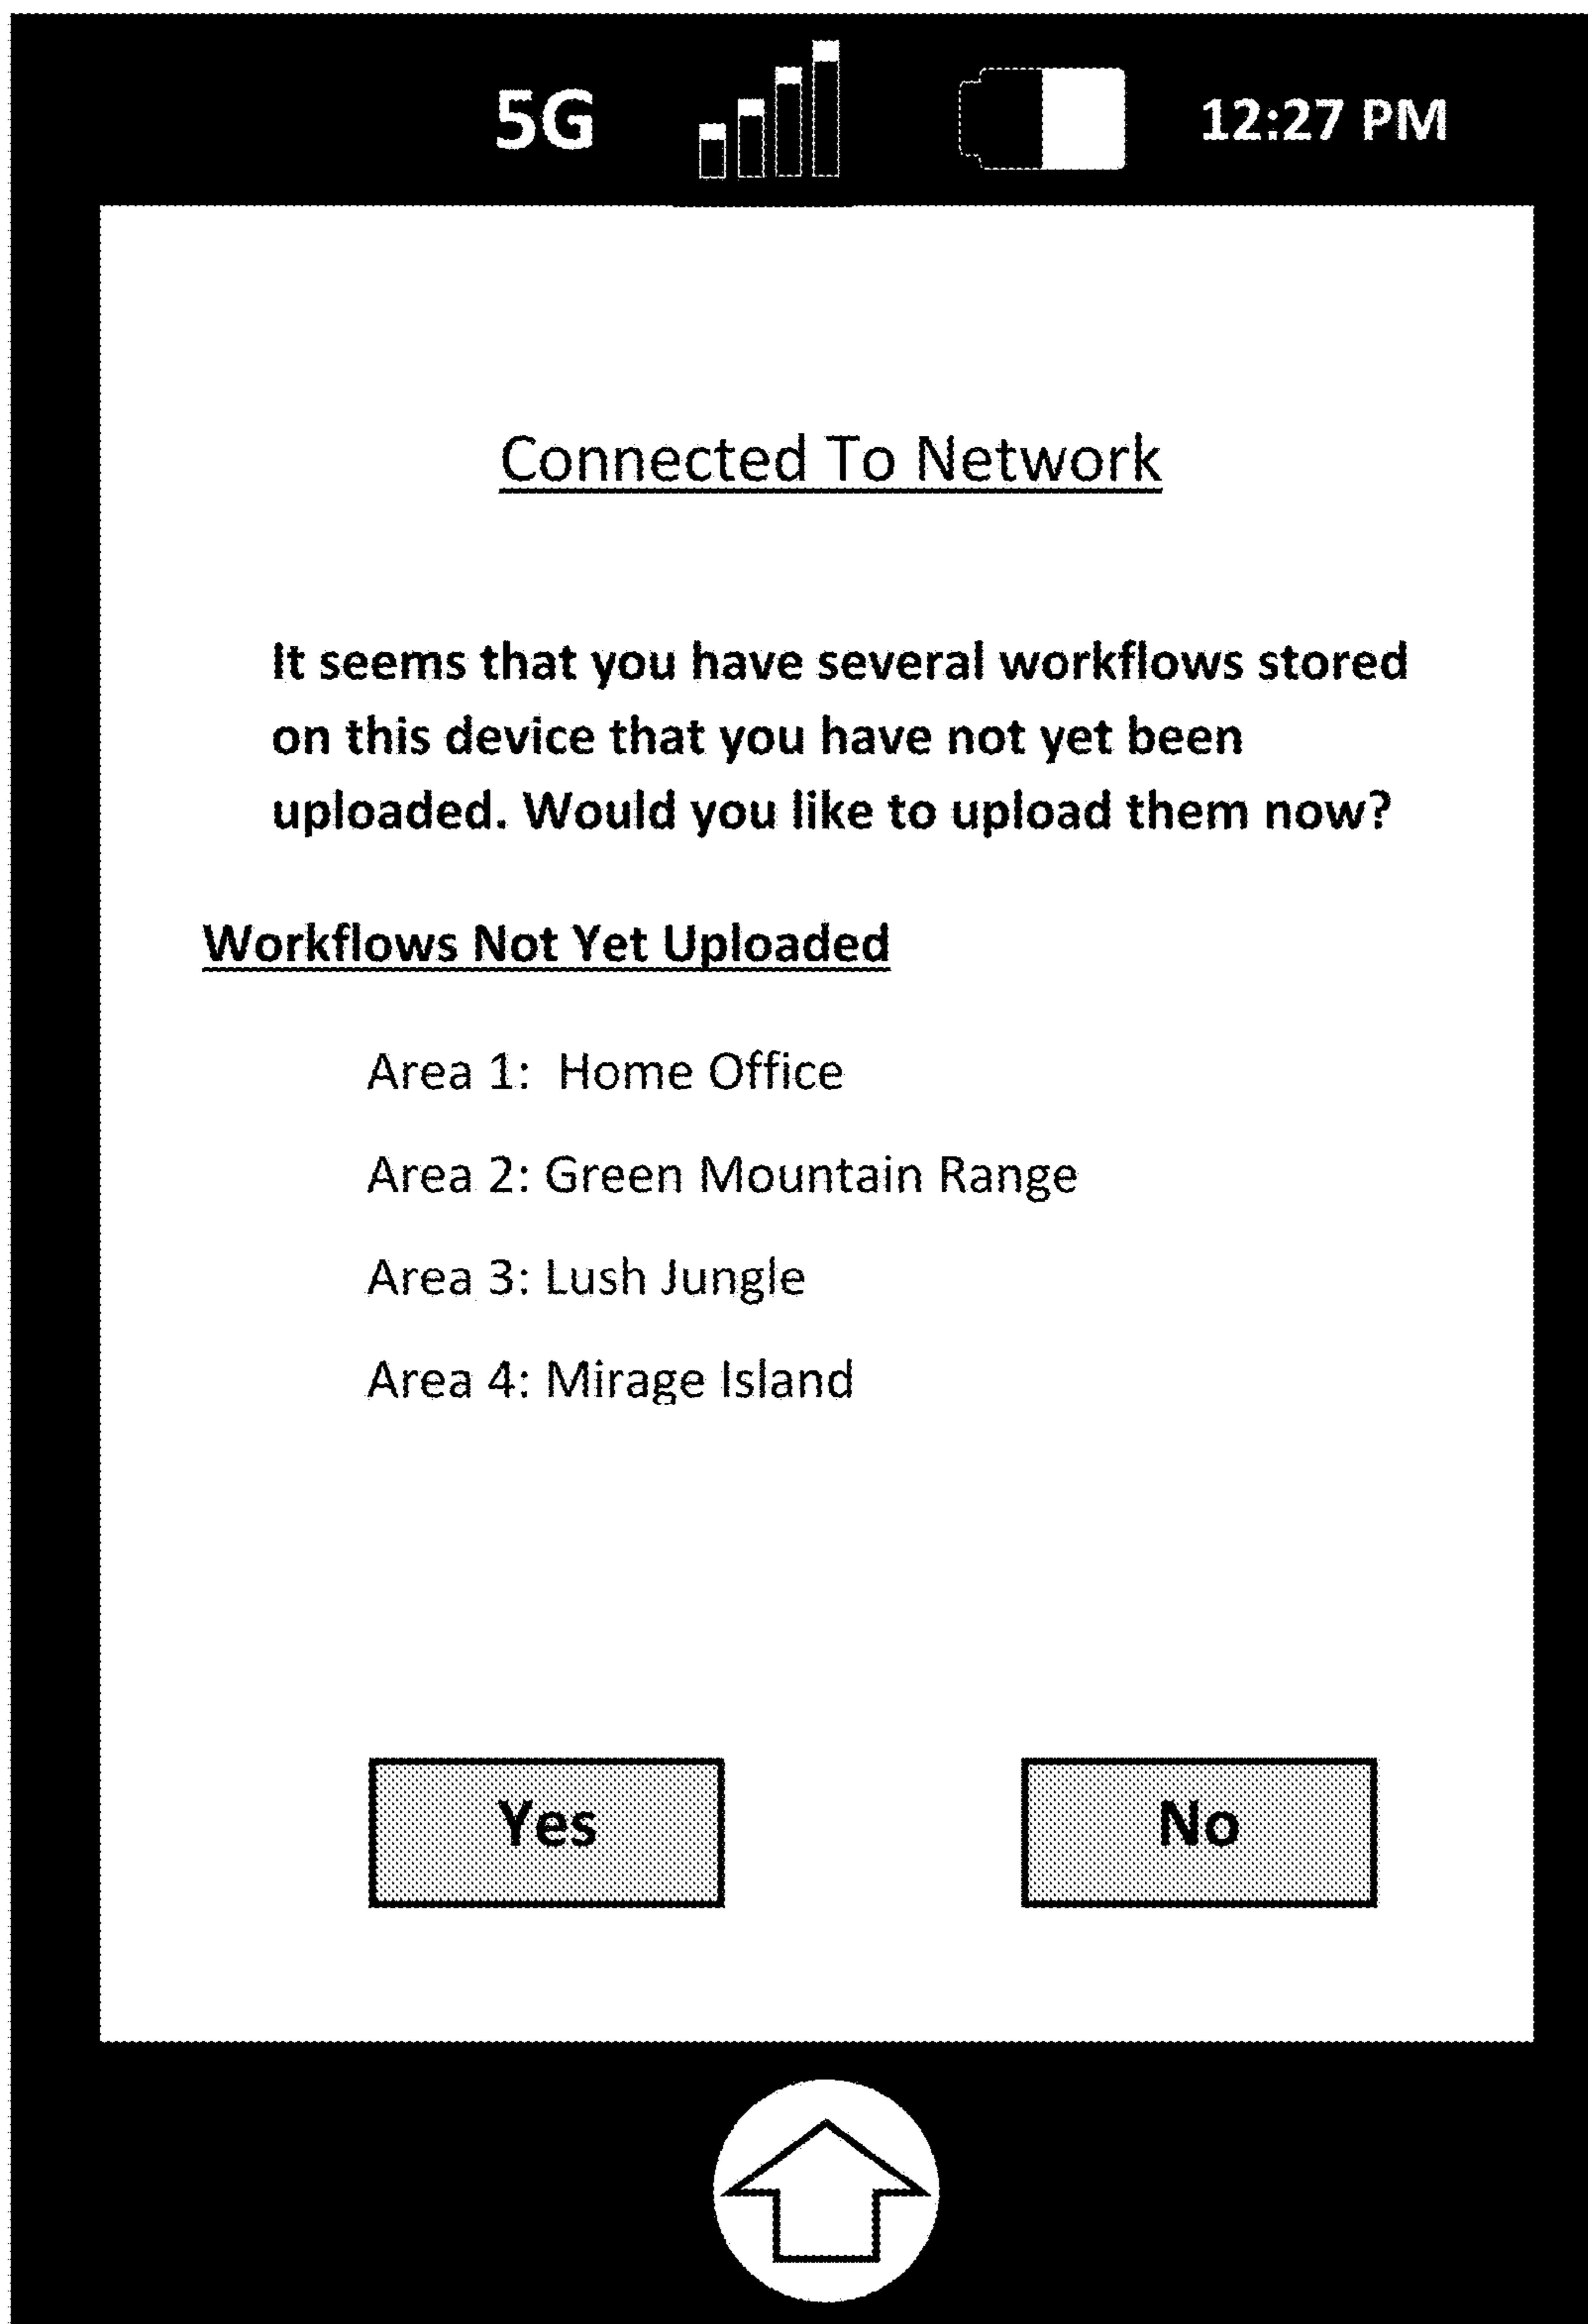 5G 12:27 PM
Connected To Network
It seems that you have several workflows stored
on this device that you have not yet been
uploaded. Would you like to upload them now?
Workflows Not Yet Uploaded
Area 1:  Home Office
Area 2: Green Mountain Range
Area 3: Lush Jungle
Area 4: Mirage Island
Yes No